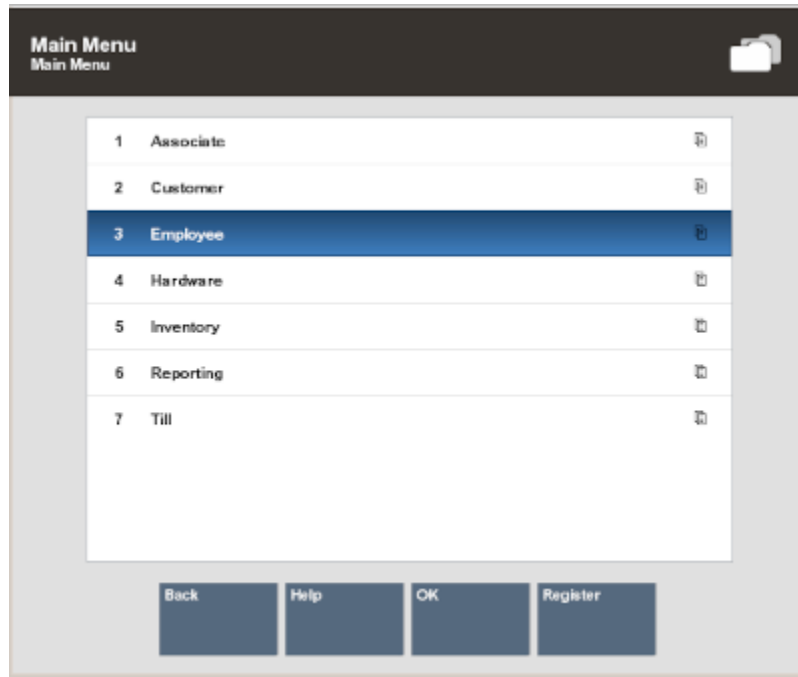 Main Menu
Main Menu
1 Associate
2 Customer
3 Employee
4 Hardware
5 Inventory
6 Reporting
7 Till
Back Help OK Register